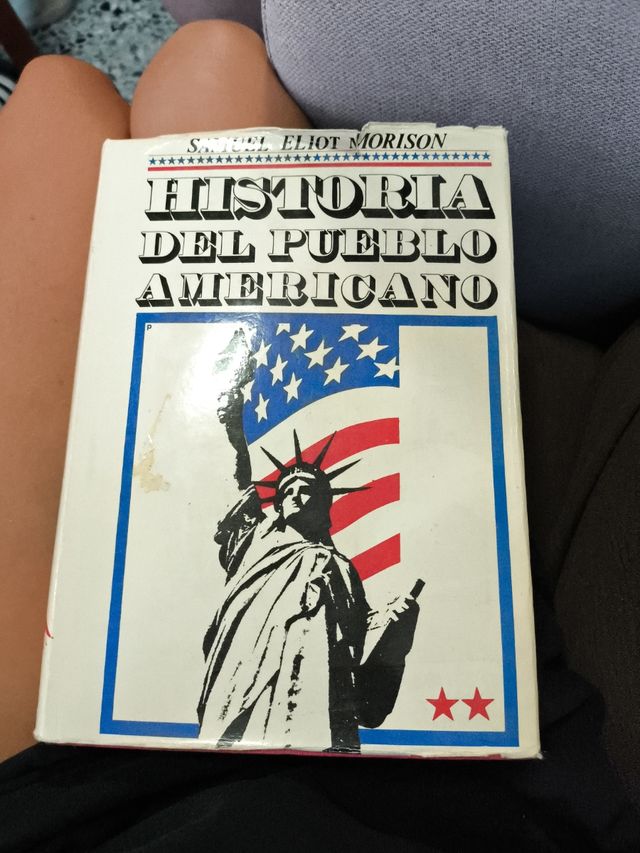 SAMUEL ELIOT MORISON
HISTORIA
DEL PUEBLO
AMERICANO
P